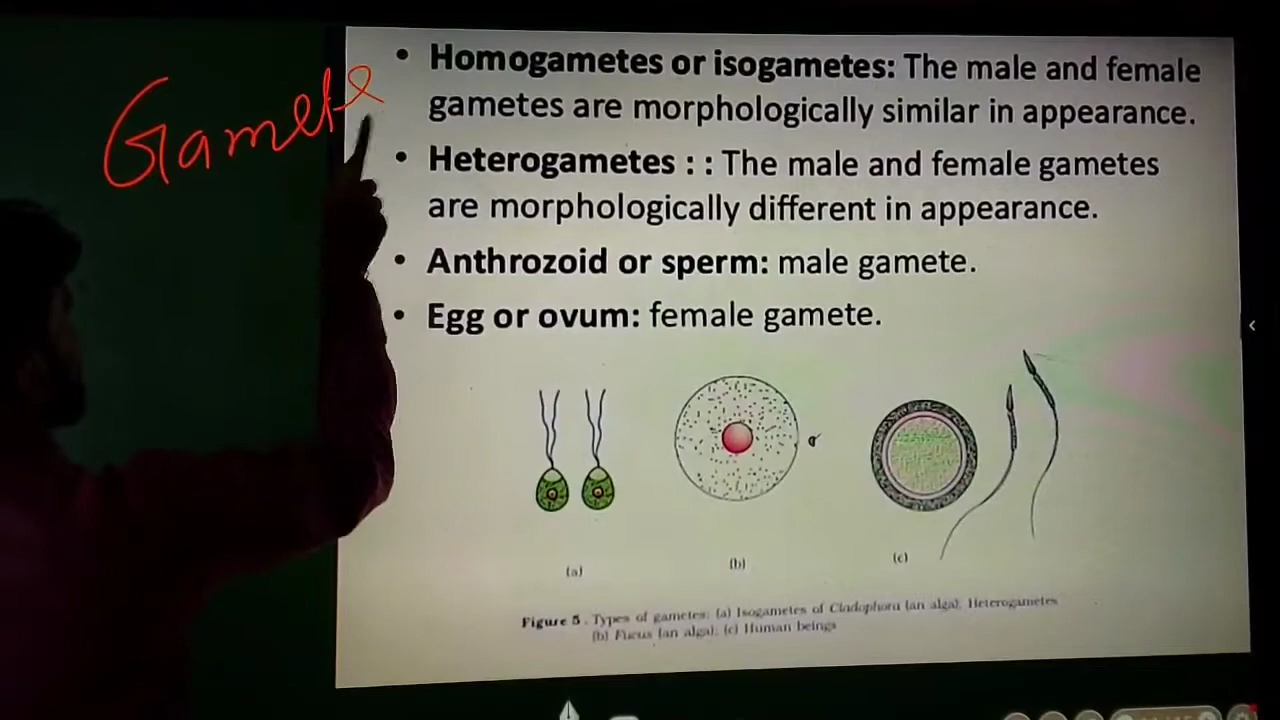 Gamete
• Homogametes or isogametes: The male and female
gametes are morphologically similar in appearance.
• Heterogametes : : The male and female gametes
are morphologically different in appearance.
• Anthrozoid or sperm: male gamete.
• Egg or ovum: female gamete.
(a)
(b)
(c)
Figure 5 . Types of gametes: (a) Isogametes of Cladophora (an alga), Heterogametes
(b) Fucus (an alga), (c) Human beings